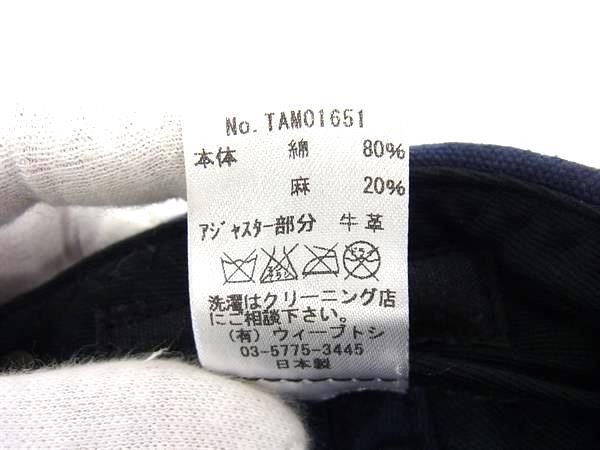 No.TAM01651
本体 綿 80%
麻 20%
アジャスター部分 牛革
洗濯はクリーニング店
にご相談下さい。
(有) ウィーブトシ
03-5775-3445
日本製